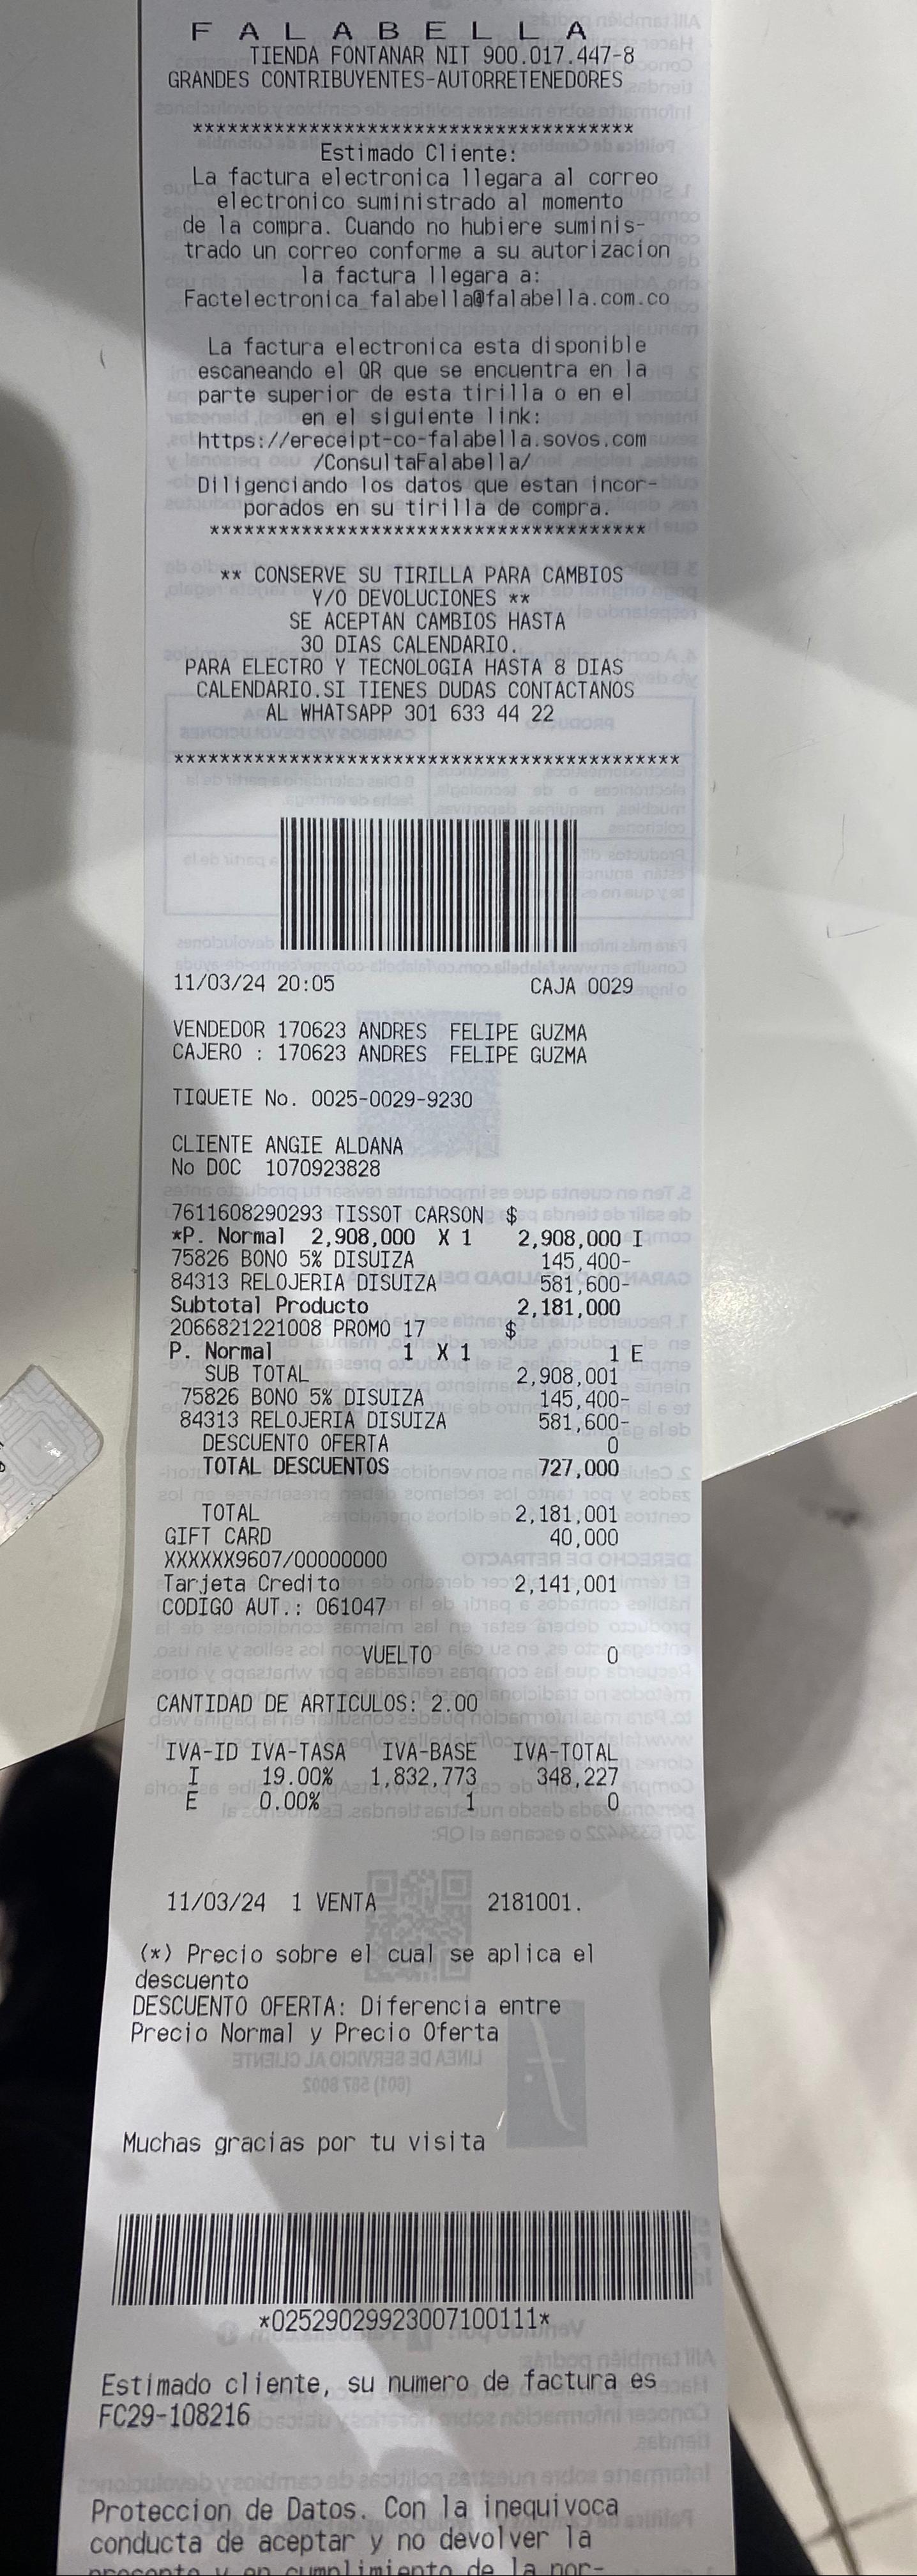 F A L A B E L L A
TIENDA FONTANAR NIT 900.017.447-8
GRANDES CONTRIBUYENTES-AUTORRETENEDORES
**************************************
Estimado Cliente:
La factura electronica llegara al correo
electronico suministrado al momento
de la compra. Cuando no hubiere suminis-
trado un correo conforme a su autorizacion
la factura llegara a:
Factelectronica_falabella@falabella.com.co
La factura electronica esta disponible
escaneando el QR que se encuentra en la
parte superior de esta tirilla o en el
en el siguiente link:
https://ereceipt-co-falabella.sovos.com
/ConsultaFalabella/
Diligenciando los datos que estan incor-
porados en su tirilla de compra.
**************************************
** CONSERVE SU TIRILLA PARA CAMBIOS
Y/O DEVOLUCIONES **
SE ACEPTAN CAMBIOS HASTA
30 DIAS CALENDARIO.
PARA ELECTRO Y TECNOLOGIA HASTA 8 DIAS
CALENDARIO.SI TIENES DUDAS CONTACTANOS
AL WHATSAPP 301 633 44 22
********************************************
11/03/24 20:05 CAJA 0029
VENDEDOR 170623 ANDRES FELIPE GUZMA
CAJERO : 170623 ANDRES FELIPE GUZMA
TIQUETE No. 0025-0029-9230
CLIENTE ANGIE ALDANA
No DOC 1070923828
7611608290293 TISSOT CARSON $
*P. Normal 2,908,000 X 1 2,908,000 I
75826 BONO 5% DISUIZA 145,400-
84313 RELOJERIA DISUIZA 581,600-
Subtotal Producto 2,181,000
2066821221008 PROMO 17 $
P. Normal 1 X 1 1 E
SUB TOTAL 2,908,001
75826 BONO 5% DISUIZA 145,400-
84313 RELOJERIA DISUIZA 581,600-
DESCUENTO OFERTA 0
TOTAL DESCUENTOS 727,000
TOTAL 2,181,001
GIFT CARD 40,000
XXXXXX9607/00000000
Tarjeta Credito 2,141,001
CODIGO AUT.: 061047
VUELTO 0
CANTIDAD DE ARTICULOS: 2.00
IVA-ID IVA-TASA IVA-BASE IVA-TOTAL
I 19.00% 1,832,773 348,227
E 0.00% 1 0
11/03/24 1 VENTA 2181001.
(*) Precio sobre el cual se aplica el
descuento
DESCUENTO OFERTA: Diferencia entre
Precio Normal y Precio Oferta
Muchas gracias por tu visita
*02529029923007100111*
Estimado cliente, su numero de factura es
FC29-108216
Proteccion de Datos. Con la inequivoca
conducta de aceptar y no devolver la
presente y en cumplimiento de la nor-